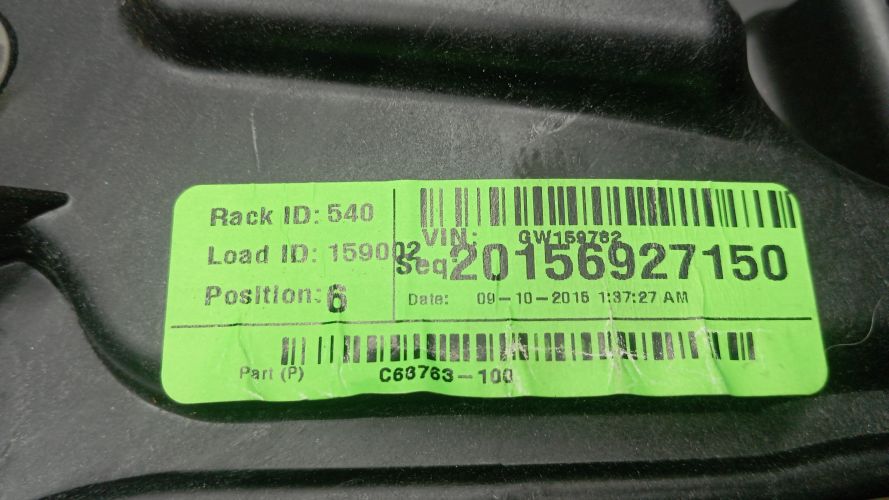 Rack ID: 540
Load ID: 159002
Position: 6
VIN: GW159762
Seq: 20156927150
Date: 09-10-2015 1:37:27 AM
Part (P) C68763-100